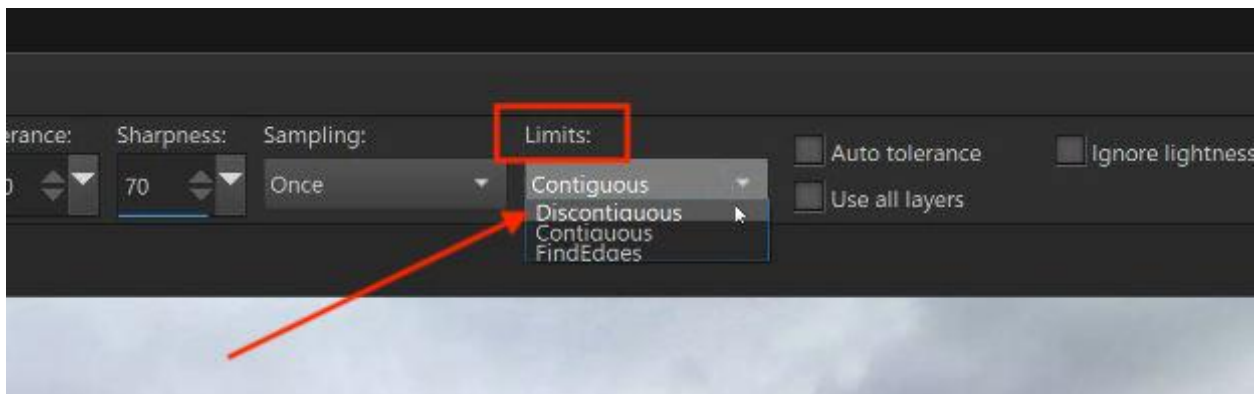 erance:
Sharpness:
Sampling:
Limits:
70
Once
Contiguous
Discontiguous
Contiguous
FindEdges
Auto tolerance
Use all layers
Ignore lightness